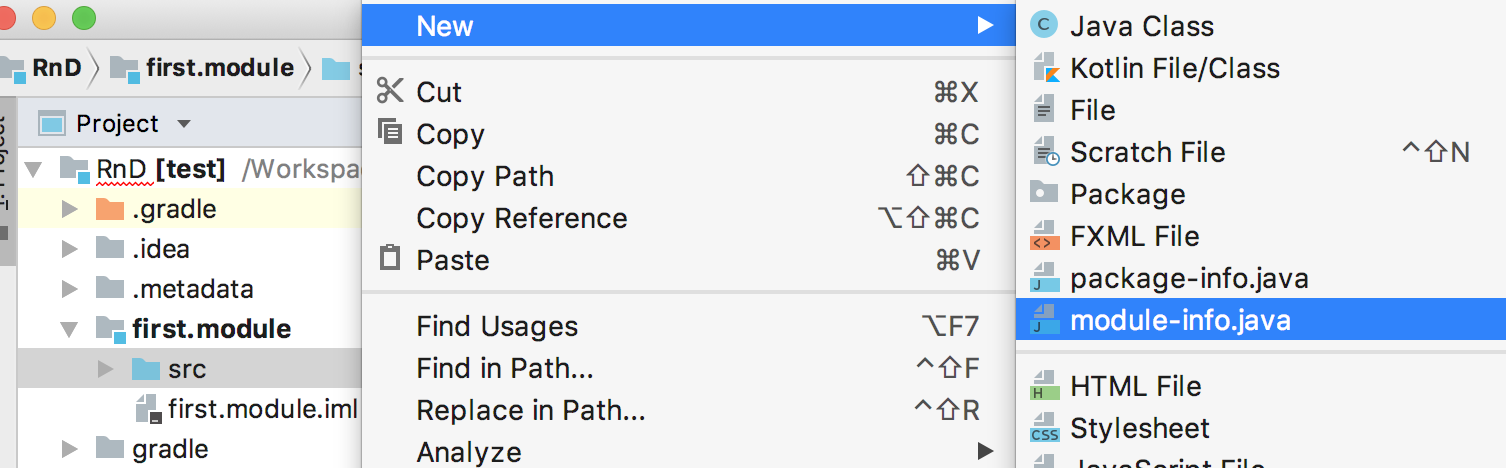 RnD first.module
Project
Project
RnD [test] /Workspa
.gradle
.idea
.metadata
first.module
src
first.module.iml
gradle
New
Cut ⌘X
Copy ⌘C
Copy Path ⇧⌘C
Copy Reference ⌥⇧⌘C
Paste ⌘V
Find Usages ⌥F7
Find in Path... ^⇧F
Replace in Path... ^⇧R
Analyze
Java Class
Kotlin File/Class
File
Scratch File ^⇧N
Package
FXML File
package-info.java
module-info.java
HTML File
Stylesheet
JavaScript File